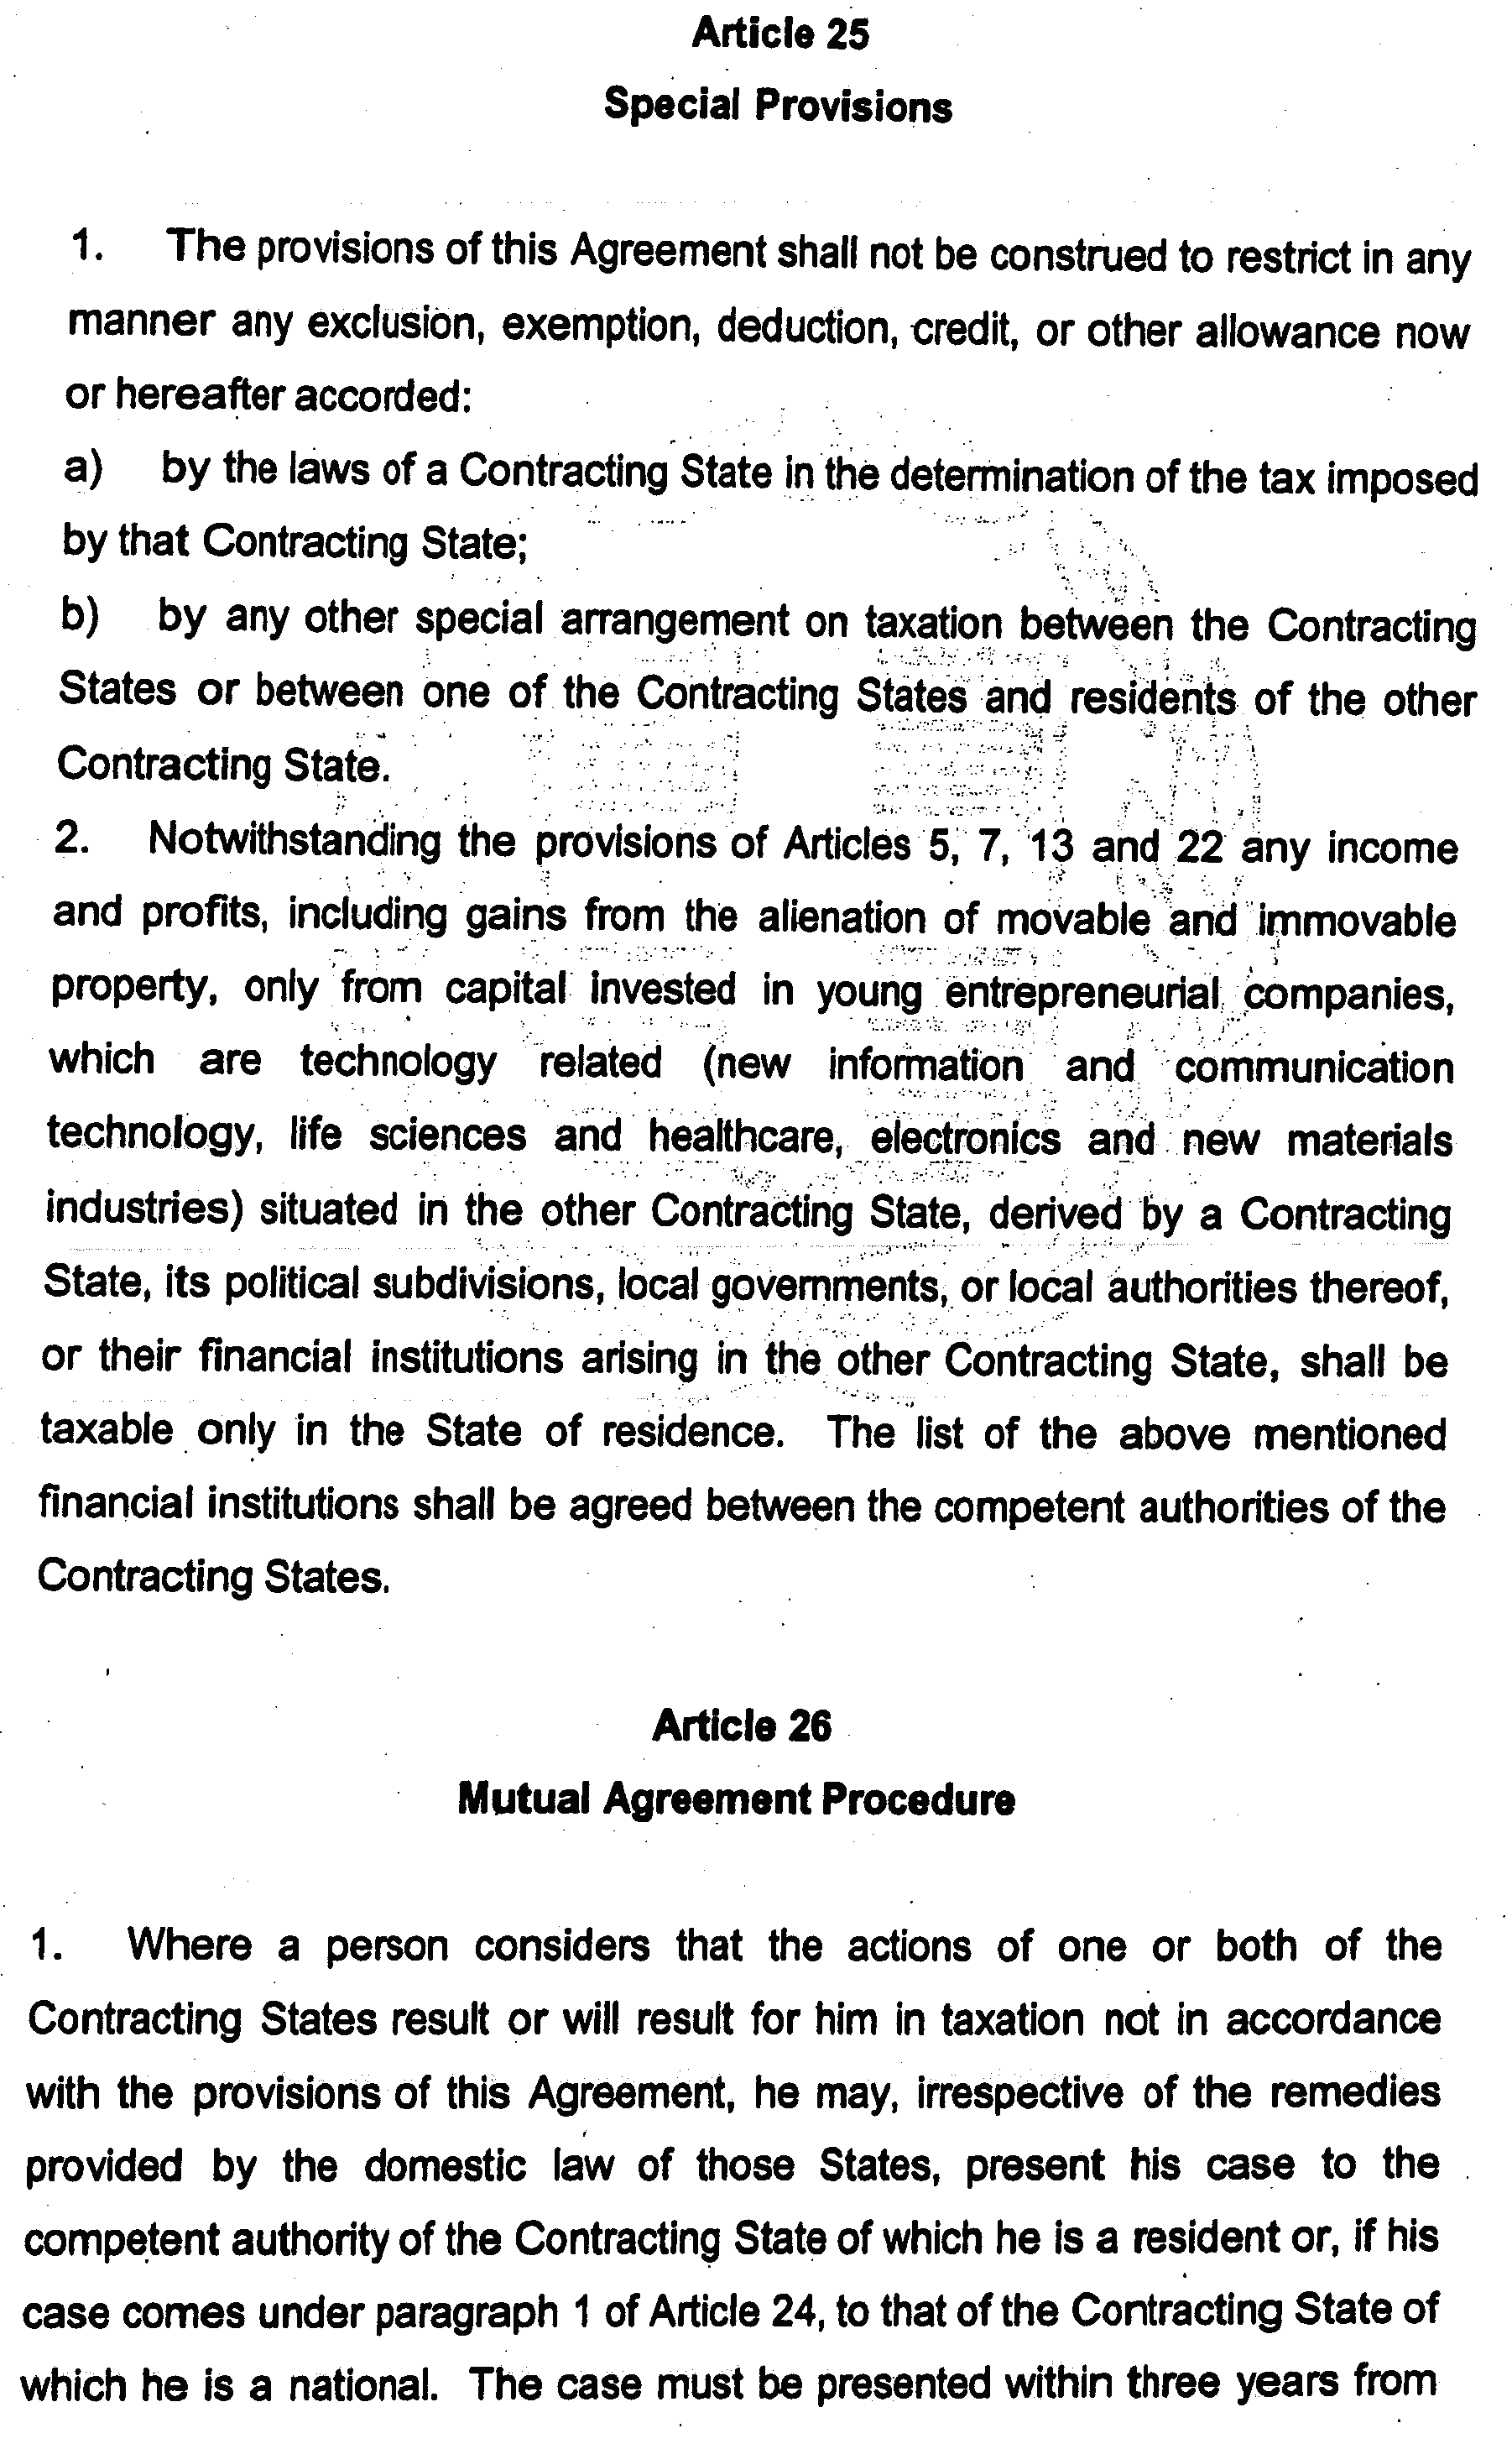 Article 25
Special Provisions
1. The provisions of this Agreement shall not be construed to restrict in any
manner any exclusion, exemption, deduction, credit, or other allowance now
or hereafter accorded:
a) by the laws of a Contracting State in the determination of the tax imposed
by that Contracting State;
b) by any other special arrangement on taxation between the Contracting
States or between one of the Contracting States and residents of the other
Contracting State.
2. Notwithstanding the provisions of Articles 5, 7, 13 and 22 any income
and profits, including gains from the alienation of movable and immovable
property, only from capital invested in young entrepreneurial companies,
which are technology related (new information and communication
technology, life sciences and healthcare, electronics and new materials
industries) situated in the other Contracting State, derived by a Contracting
State, its political subdivisions, local governments, or local authorities thereof,
or their financial institutions arising in the other Contracting State, shall be
taxable only in the State of residence. The list of the above mentioned
financial institutions shall be agreed between the competent authorities of the
Contracting States.
Article 26
Mutual Agreement Procedure
1. Where a person considers that the actions of one or both of the
Contracting States result or will result for him in taxation not in accordance
with the provisions of this Agreement, he may, irrespective of the remedies
provided by the domestic law of those States, present his case to the
competent authority of the Contracting State of which he is a resident or, if his
case comes under paragraph 1 of Article 24, to that of the Contracting State of
which he is a national. The case must be presented within three years from